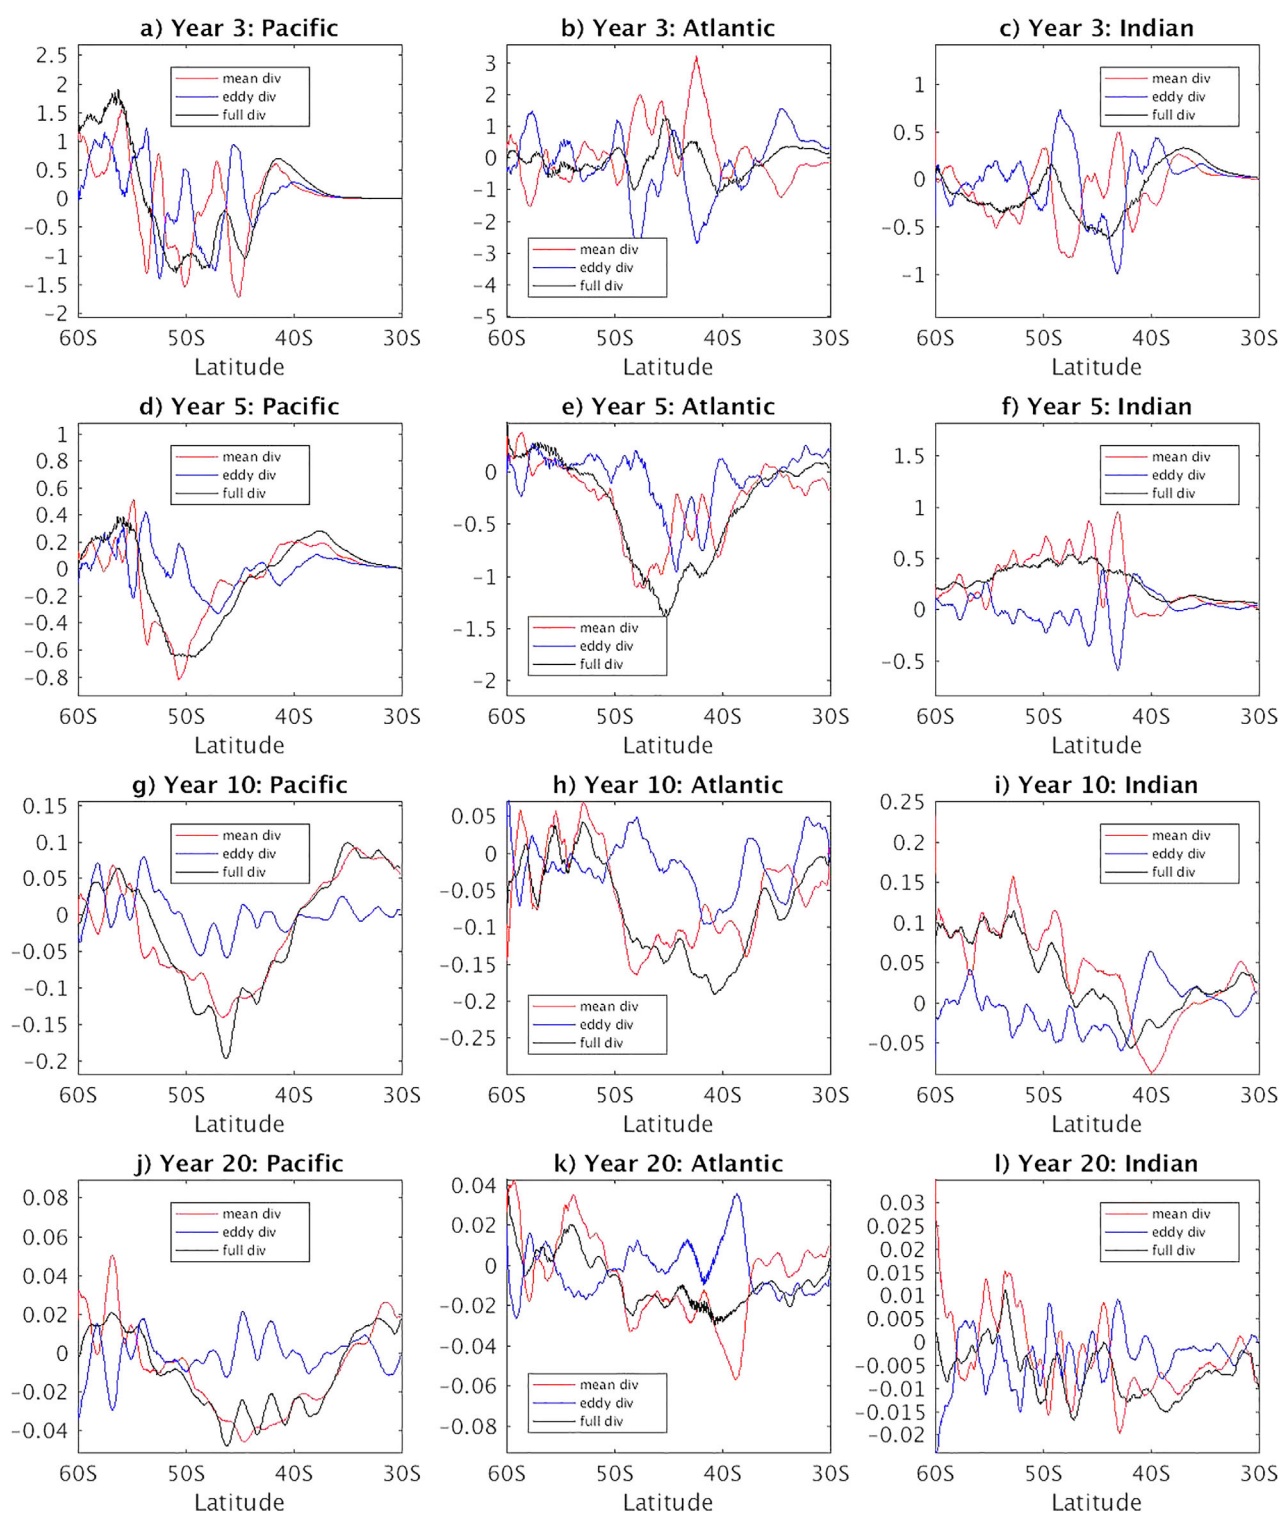 a) Year 3: Pacific
2.5
2
1.5
1
0.5
0
-0.5
-1
-1.5
-2
mean div
eddy div
full div
60S 50S 40S 30S
Latitude
b) Year 3: Atlantic
3
2
1
0
-1
-2
-3
-4
-5
mean div
eddy div
full div
60S 50S 40S 30S
Latitude
c) Year 3: Indian
1
0.5
0
-0.5
-1
mean div
eddy div
full div
60S 50S 40S 30S
Latitude
d) Year 5: Pacific
1
0.8
0.6
0.4
0.2
0
-0.2
-0.4
-0.6
-0.8
mean div
eddy div
full div
60S 50S 40S 30S
Latitude
e) Year 5: Atlantic
0
-0.5
-1
-1.5
-2
mean div
eddy div
full div
60S 50S 40S 30S
Latitude
f) Year 5: Indian
1.5
1
0.5
0
-0.5
mean div
eddy div
full div
60S 50S 40S 30S
Latitude
g) Year 10: Pacific
0.15
0.1
0.05
0
-0.05
-0.1
-0.15
-0.2
mean div
eddy div
full div
60S 50S 40S 30S
Latitude
h) Year 10: Atlantic
0.05
0
-0.05
-0.1
-0.15
-0.2
-0.25
mean div
eddy div
full div
60S 50S 40S 30S
Latitude
i) Year 10: Indian
0.25
0.2
0.15
0.1
0.05
0
-0.05
mean div
eddy div
full div
60S 50S 40S 30S
Latitude
j) Year 20: Pacific
0.08
0.06
0.04
0.02
0
-0.02
-0.04
mean div
eddy div
full div
60S 50S 40S 30S
Latitude
k) Year 20: Atlantic
0.04
0.02
0
-0.02
-0.04
-0.06
-0.08
mean div
eddy div
full div
60S 50S 40S 30S
Latitude
l) Year 20: Indian
0.03
0.025
0.02
0.015
0.01
0.005
0
-0.005
-0.01
-0.015
-0.02
mean div
eddy div
full div
60S 50S 40S 30S
Latitude